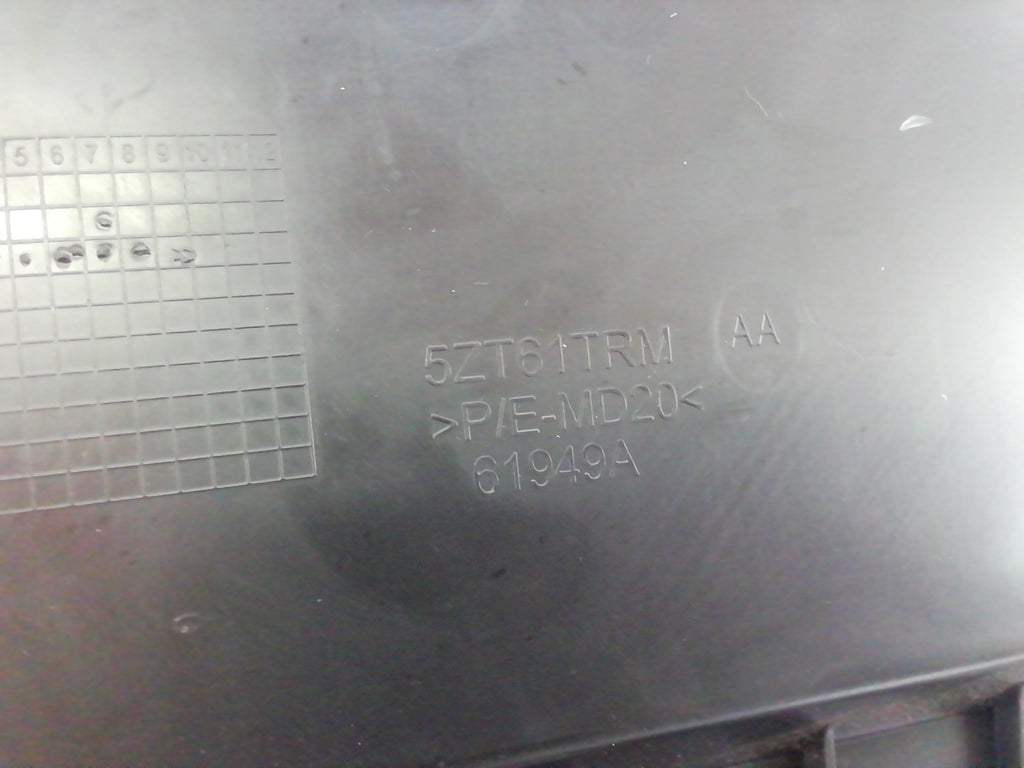 5 6 7 8 9 10 11 12
5ZT61TRM
AA
>P/E-MD20<
61949A